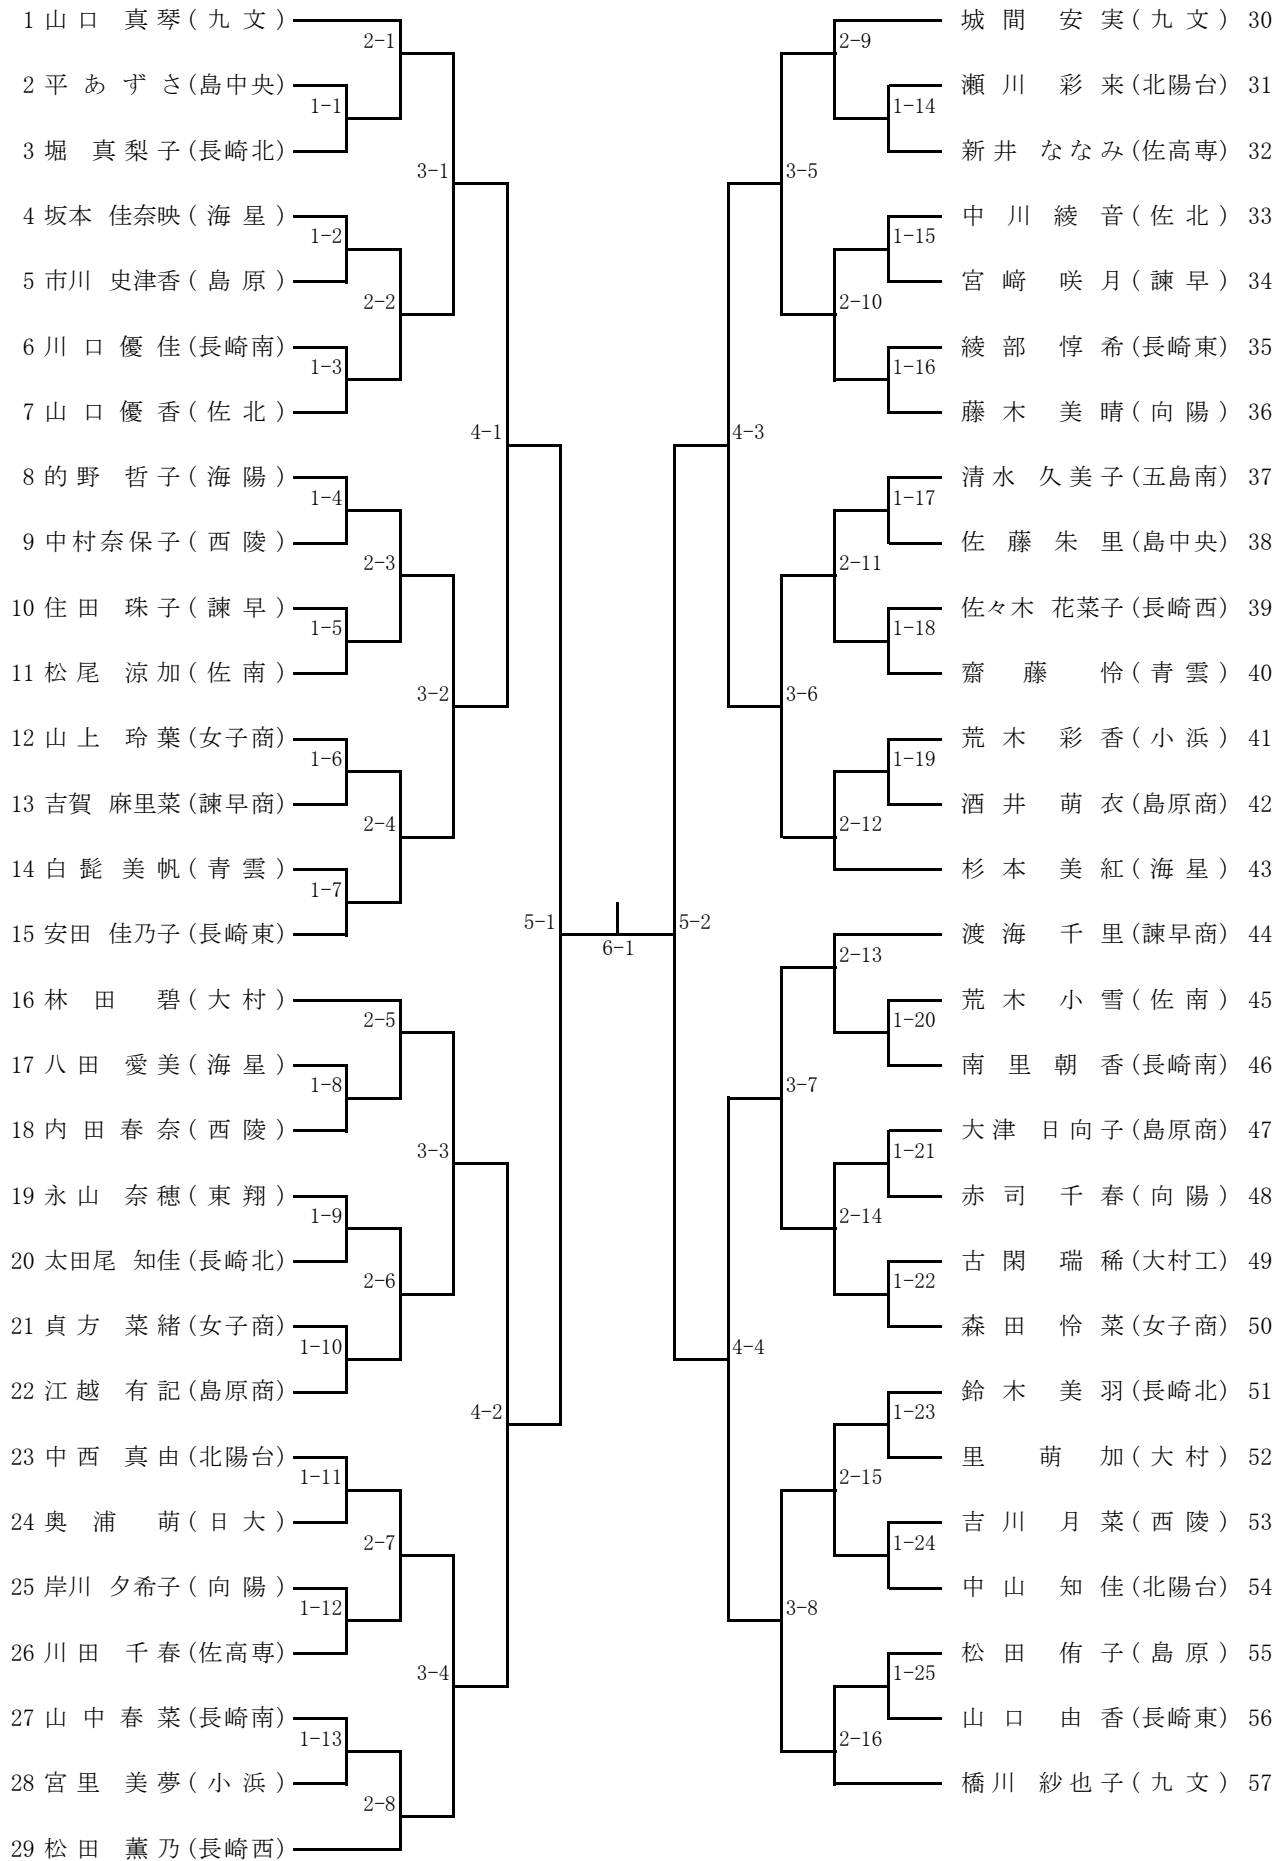 1 山口 真琴(九文)
2-1
2 平 あずさ(島中央)
1-1
3 堀 真梨子(長崎北)
3-1
4 坂本 佳奈映(海星)
1-2
5 市川 史津香(島原)
2-2
6 川口優佳(長崎南)
1-3
7 山口優香(佐北)
4-1
8 的野 哲子(海陽)
1-4
9 中村奈保子(西陵)
2-3
10 住田 珠子(諫早)
1-5
11 松尾 涼加(佐南)
3-2
12 山上 玲葉(女子商)
1-6
13 吉賀 麻里菜(諫早商)
2-4
14 白髭美帆(青雲)
1-7
15 安田 佳乃子(長崎東)
5-1
16 林田 碧(大村)
2-5
17 八田 愛美(海星)
1-8
18 内田春奈(西陵)
3-3
19 永山 奈穂(東翔)
1-9
20 太田尾 知佳(長崎北)
2-6
21 貞方 菜緒(女子商)
1-10
22 江越 有記(島原商)
4-2
23 中西 真由(北陽台)
1-11
24 奥浦 萌(日大)
2-7
25 岸川 夕希子(向陽)
1-12
26 川田 千春(佐高専)
3-4
27 山中春菜(長崎南)
1-13
28 宮里 美夢(小浜)
2-8
29 松田 薫乃(長崎西)
6-1
城間 安実(九文) 30
2-9
瀬川 彩来(北陽台) 31
1-14
新井 ななみ(佐高専) 32
3-5
中川綾音(佐北) 33
1-15
宮﨑 咲月(諫早) 34
2-10
綾部 惇希(長崎東) 35
1-16
藤木 美晴(向陽) 36
4-3
清水 久美子(五島南) 37
1-17
佐藤朱里(島中央) 38
2-11
佐々木 花菜子(長崎西) 39
1-18
齋藤 怜(青雲) 40
3-6
荒木 彩香(小浜) 41
1-19
酒井 萌衣(島原商) 42
2-12
杉本 美紅(海星) 43
5-2
渡海 千里(諫早商) 44
2-13
荒木 小雪(佐南) 45
1-20
南里朝香(長崎南) 46
3-7
大津 日向子(島原商) 47
1-21
赤司 千春(向陽) 48
2-14
古閑 瑞稀(大村工) 49
1-22
森田 怜菜(女子商) 50
4-4
鈴木 美羽(長崎北) 51
1-23
里 萌加(大村) 52
2-15
吉川 月菜(西陵) 53
1-24
中山 知佳(北陽台) 54
3-8
松田 侑子(島原) 55
1-25
山口 由香(長崎東) 56
2-16
橋川 紗也子(九文) 57